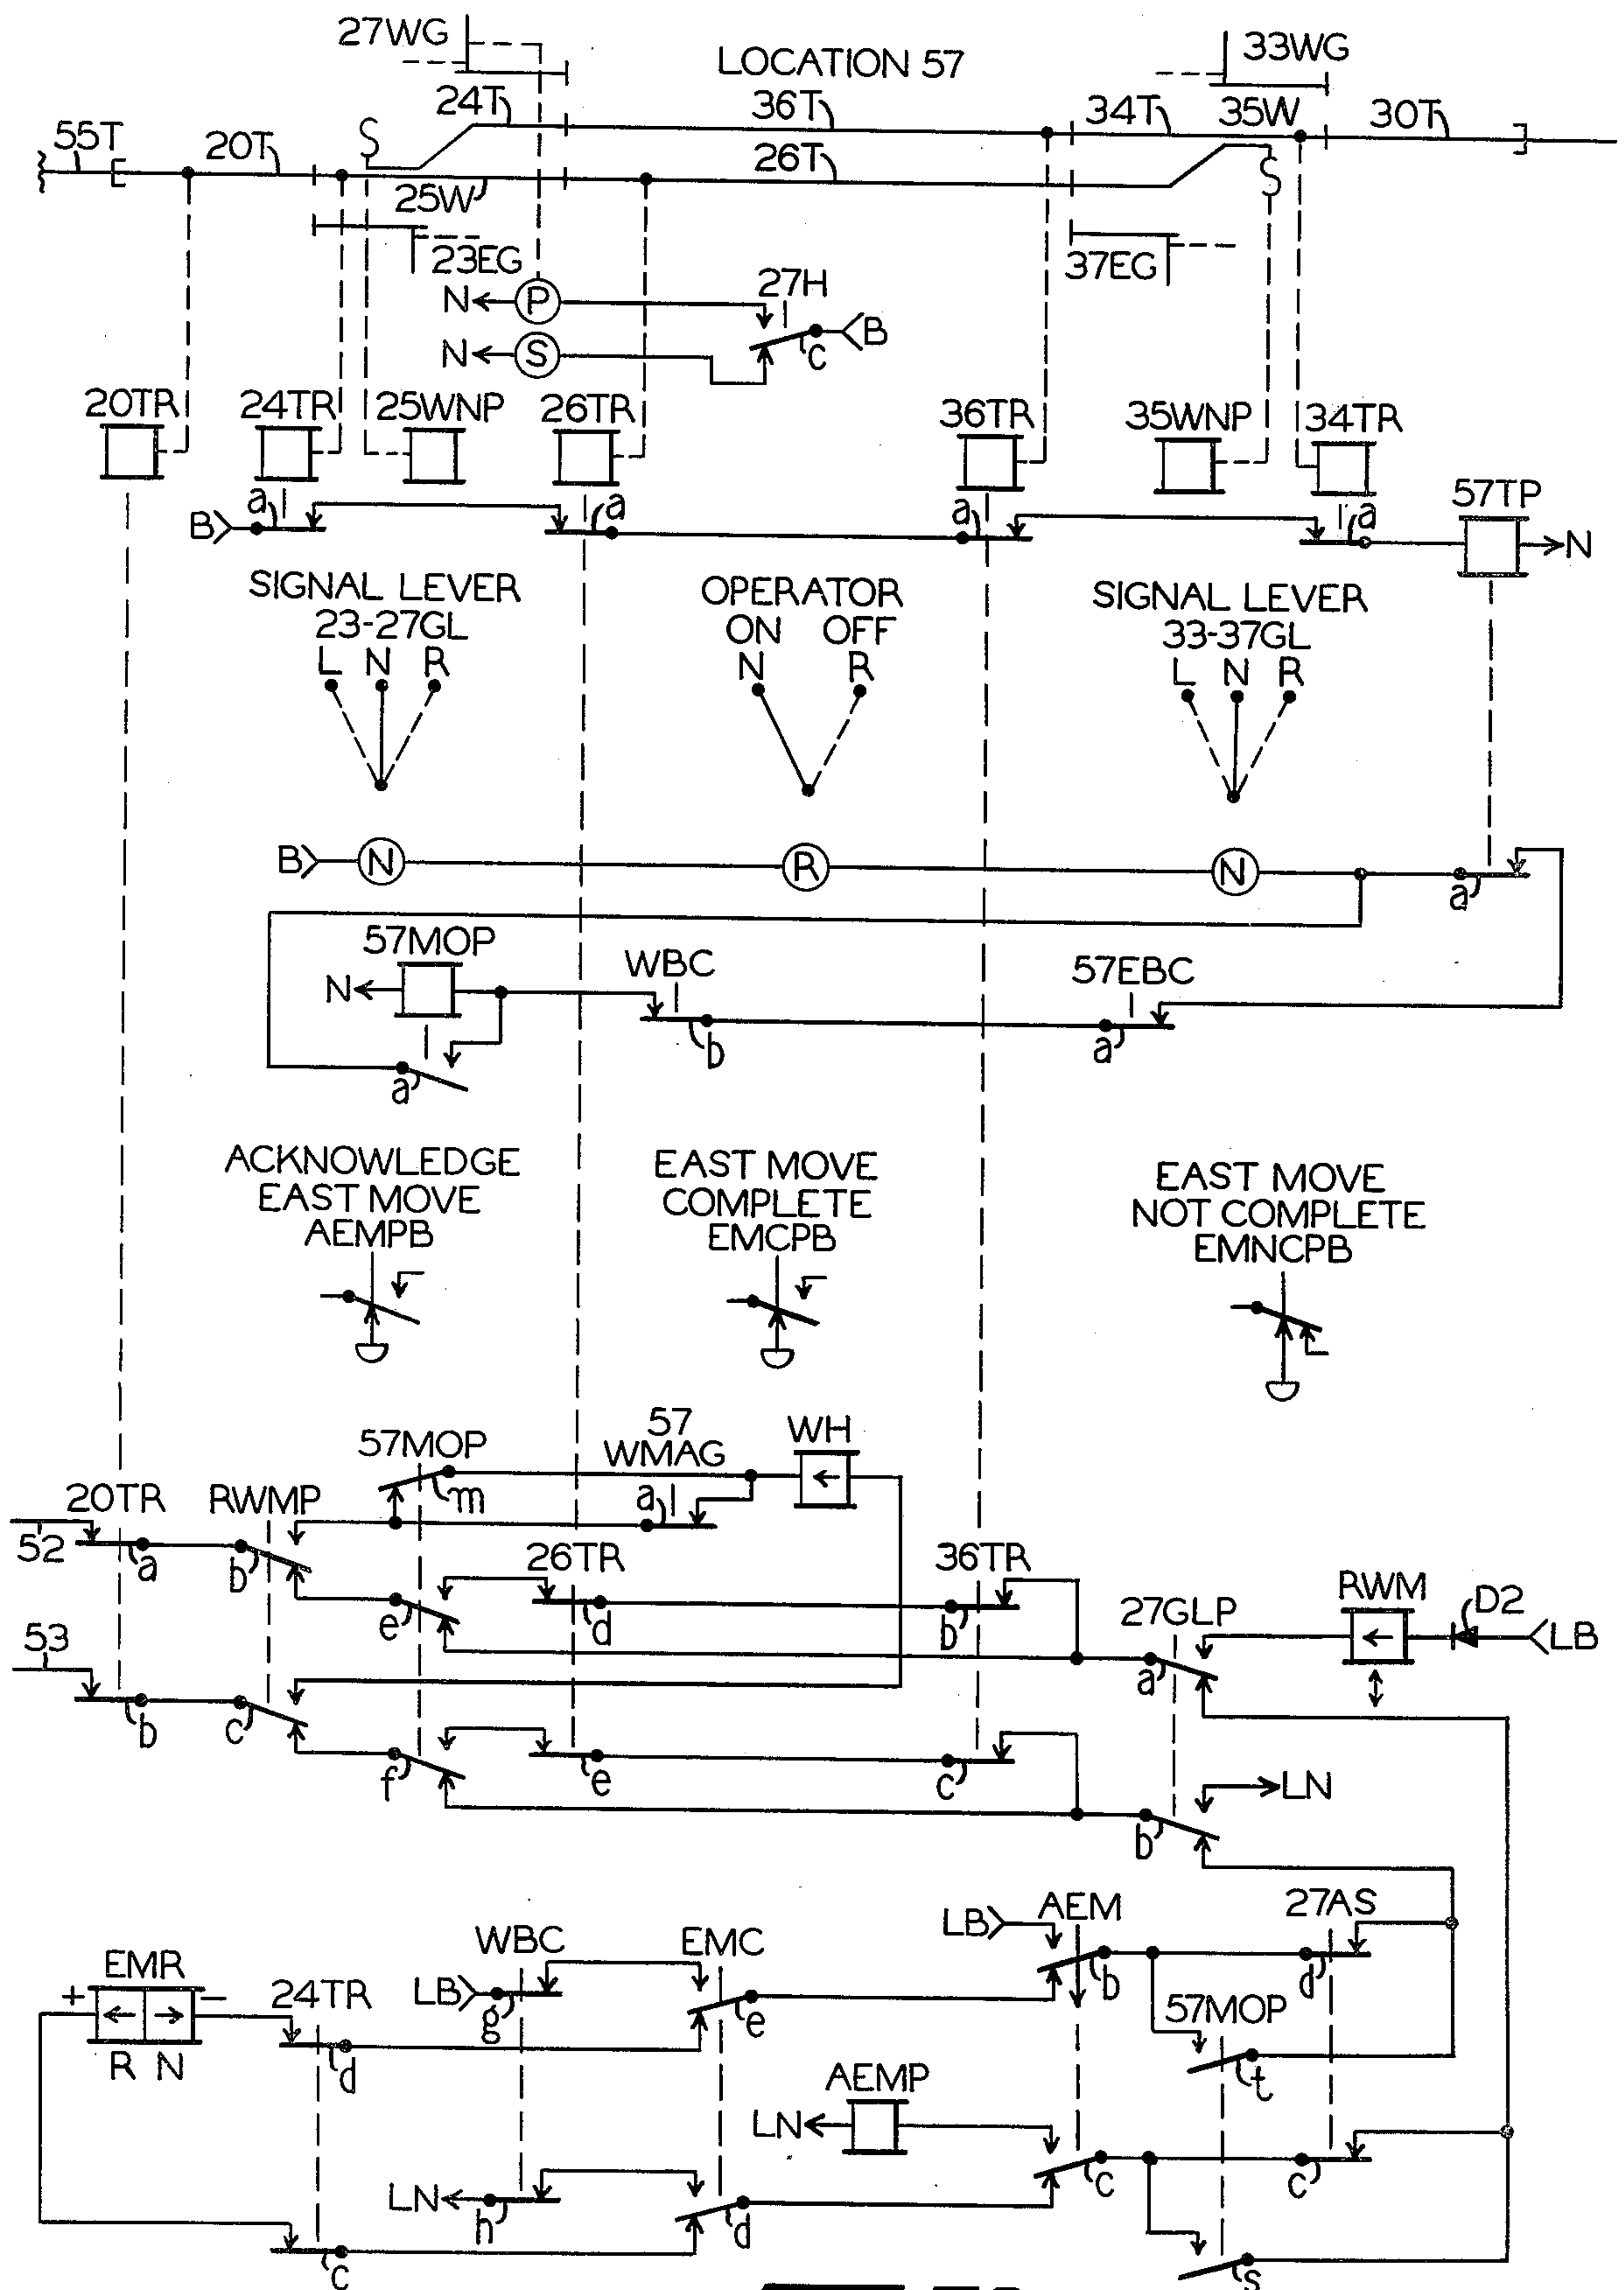 27WG
LOCATION 57
33WG
24T
36T
34T
35W
30T
55T
20T
S
26T
25W
S
23EG
37EG
27H
N
P
B
N
S
c
20TR
24TR
25WNP
26TR
36TR
35WNP
34TR
57TP
B
a
a
a
a
N
SIGNAL LEVER
23-27GL
L N R
OPERATOR
ON OFF
N R
SIGNAL LEVER
33-37GL
L N R
B
N
R
N
a
57MOP
WBC
57EBC
N
b
a
a
ACKNOWLEDGE
EAST MOVE
AEMPB
EAST MOVE
COMPLETE
EMCPB
EAST MOVE
NOT COMPLETE
EMNCPB
57
WMAG
57MOP
WH
20TR
RWMP
m
a
52
a
b
26TR
36TR
27GLP
RWM
D2
LB
e
d
b
a
53
b
c
f
e
c
b
LN
AEM
27AS
LB
WBC
EMC
b
d
EMR
+
-
24TR
LB
g
e
57MOP
R N
d
t
AEMP
LN
c
c
LN
h
d
c
s